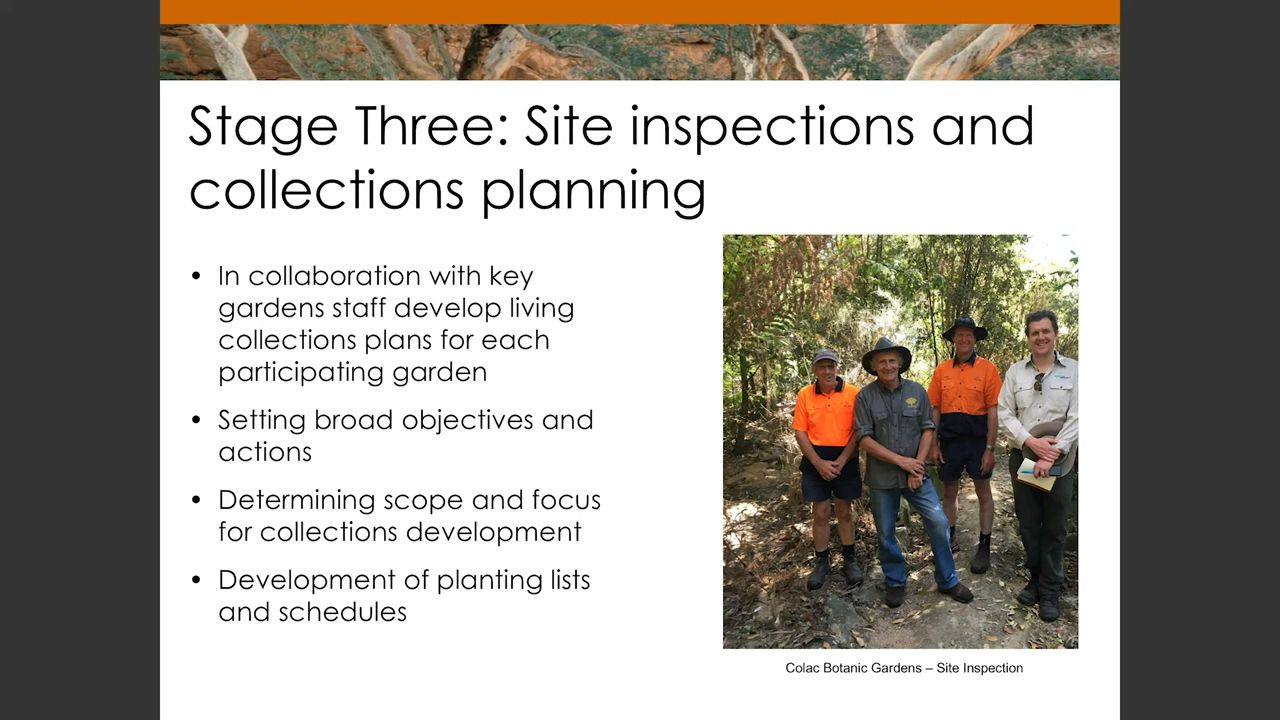 Stage Three: Site inspections and
collections planning
• In collaboration with key
gardens staff develop living
collections plans for each
participating garden
• Setting broad objectives and
actions
• Determining scope and focus
for collections development
• Development of planting lists
and schedules
Colac Botanic Gardens – Site Inspection